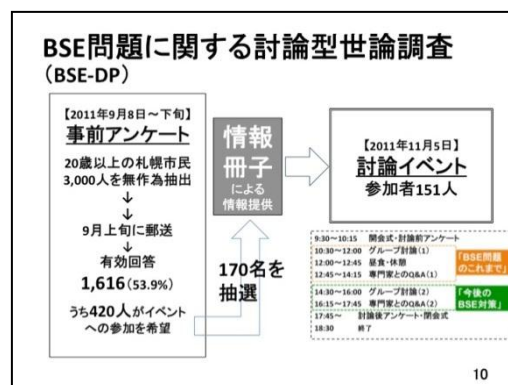 BSE問題に関する討論型世論調査
(BSE-DP)
【2011年9月8日～下旬】
事前アンケート
20歳以上の札幌市民
3,000人を無作為抽出
↓
↓
9月上旬に郵送
↓
有効回答
1,616(53.9%)
うち420人がイベント
への参加を希望
情報
冊子
による
情報提供
170名を
抽選
【2011年11月5日】
討論イベント
参加者151人
9:30～10:15 開会式・討論前アンケート
10:30～12:00 グループ討論(1)
12:00～12:45 昼食・休憩
12:45～14:15 専門家とのQ&A(1)
「BSE問題
のこれまで」
14:30～16:00 グループ討論(2)
16:15～17:45 専門家とのQ&A(2)
「今後の
BSE対策」
17:45～ 討論後アンケート・閉会式
18:30 終了
10